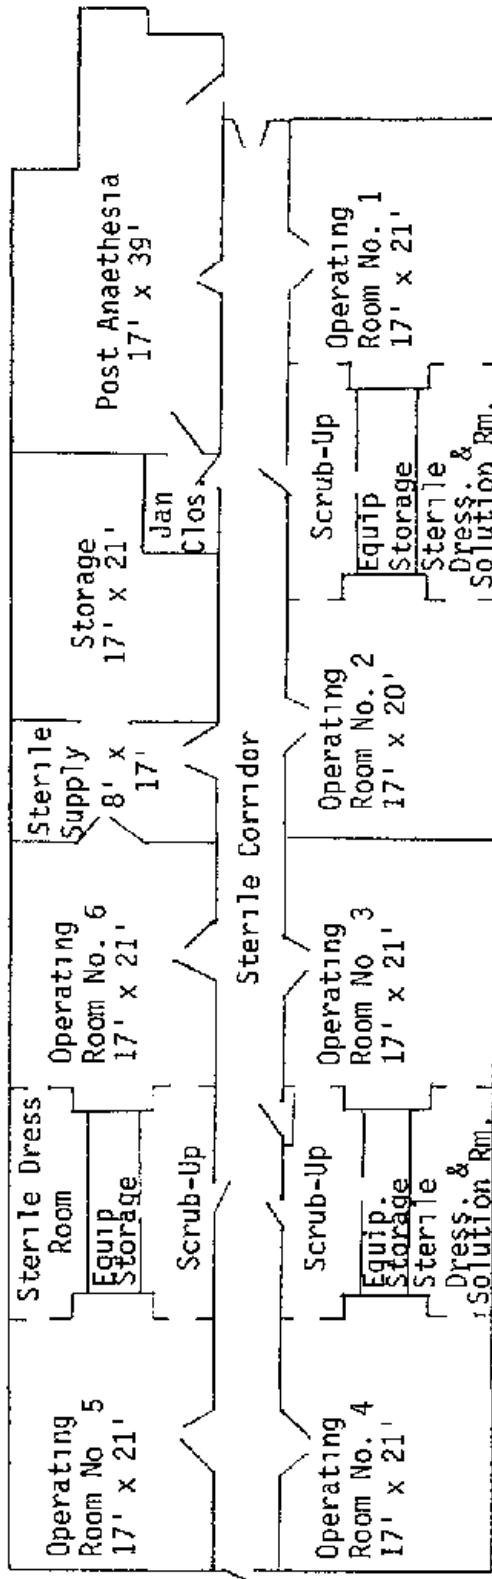 Post Anaethesia
17' x 39'
Storage
17' x 21'
Jan
Clos.
Sterile
Supply
8' x
17'
Operating
Room No. 6
17' x 21'
Sterile Dress
Room
Equip
Storage
Scrub-Up
Operating
Room No 5
17' x 21'
Sterile Corridor
Operating
Room No. 1
17' x 21'
Scrub-Up
Equip
Storage
Sterile
Dress. &
Solution Rm.
Operating
Room No. 2
17' x 20'
Operating
Room No 3
17' x 21'
Scrub-Up
Equip.
Storage
Sterile
Dress. &
Solution Rm.
Operating
Room No. 4
17' x 21'